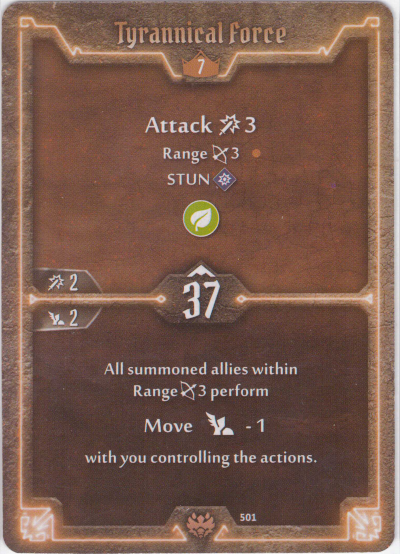 Tyrannical Force
7
Attack 3
Range 3
STUN
2
37
2
All summoned allies within
Range 3 perform
Move - 1
with you controlling the actions.
501